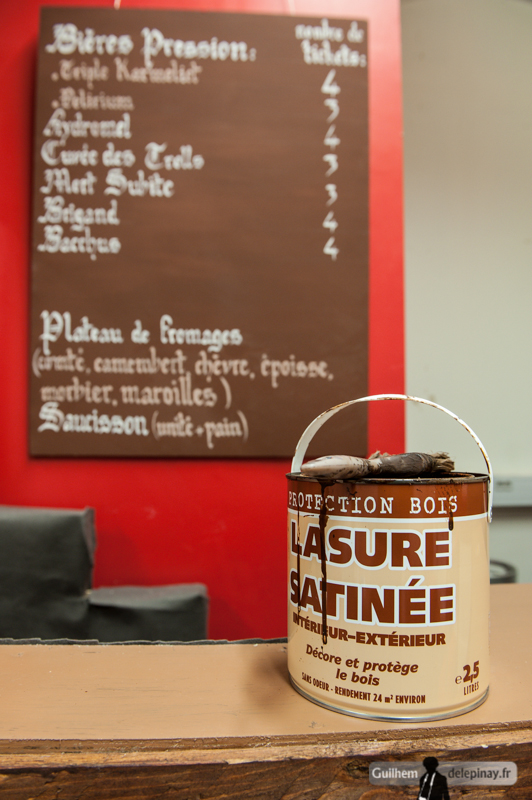 Bières Pression:
nombre de
tickets:
. Triple Karmeliet 4
. Delirium 3
Hydromel 4
Cuvée des Trolls 3
Mort Subite 3
Brigand 4
Bacchus 4
Plateau de fromages
(comté, camembert, chèvre, époisse,
morbier, maroilles)
Saucisson (unité + pain)
PROTECTION BOIS
LASURE
SATINÉE
INTÉRIEUR-EXTÉRIEUR
Décore et protège
le bois
SANS ODEUR - RENDEMENT 24 m² ENVIRON
e 2,5
LITRES
Guilhem delepinay.fr